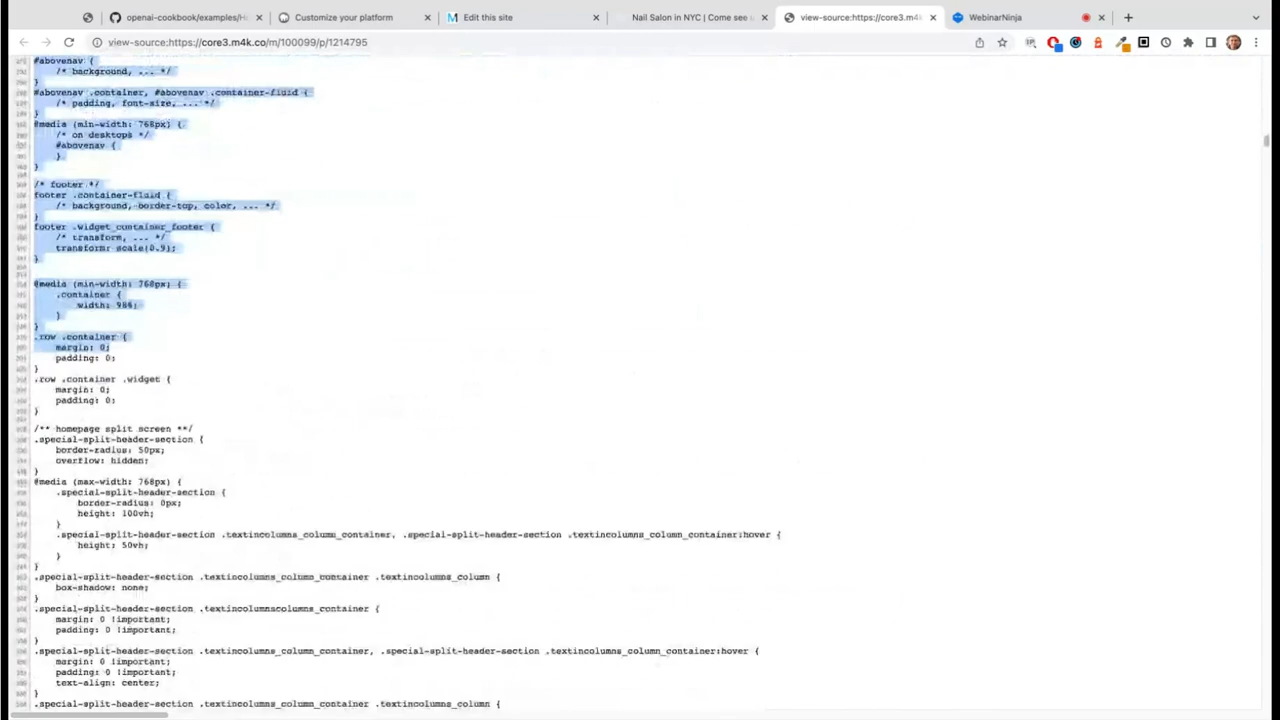 openai-cookbook/examples/H
Customize your platform
Edit this site
Nail Salon in NYC | Come see
view-source:https://core3.m4k
WebinarNinja
view-source:https://core3.m4k.co/m/100099/p/1214795
#abovenav {
/* background, ... */
}
#abovenav .container, #abovenav .container-fluid {
/* padding, font-size, ... */
}
@media (min-width: 768px) {
/* on desktops */
#abovenav {
}
}
/* footer */
footer .container-fluid {
/* background, border-top, color, ... */
}
footer .widget_container_footer {
/* transform, ... */
transform: scale(0.9);
}
@media (min-width: 768px) {
.container {
width: 98%;
}
}
.row .container {
margin: 0;
padding: 0;
}
.row .container .widget {
margin: 0;
padding: 0;
}
/** homepage split screen **/
.special-split-header-section {
border-radius: 50px;
overflow: hidden;
}
@media (max-width: 768px) {
.special-split-header-section {
border-radius: 0px;
height: 100vh;
}
.special-split-header-section .textincolumns_column_container, .special-split-header-section .textincolumns_column_container:hover {
height: 50vh;
}
}
.special-split-header-section .textincolumns_column_container .textincolumns_column {
box-shadow: none;
}
.special-split-header-section .textincolumnscolumns_container {
margin: 0 !important;
padding: 0 !important;
}
.special-split-header-section .textincolumns_column_container, .special-split-header-section .textincolumns_column_container:hover {
margin: 0 !important;
padding: 0 !important;
text-align: center;
}
.special-split-header-section .textincolumns_column_container .textincolumns_column {